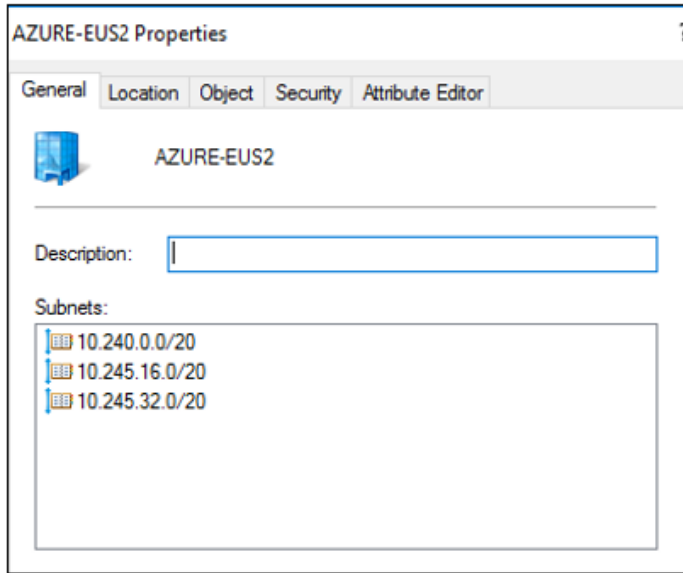 AZURE-EUS2 Properties ?
General Location Object Security Attribute Editor
AZURE-EUS2
Description:
Subnets:
10.240.0.0/20
10.245.16.0/20
10.245.32.0/20